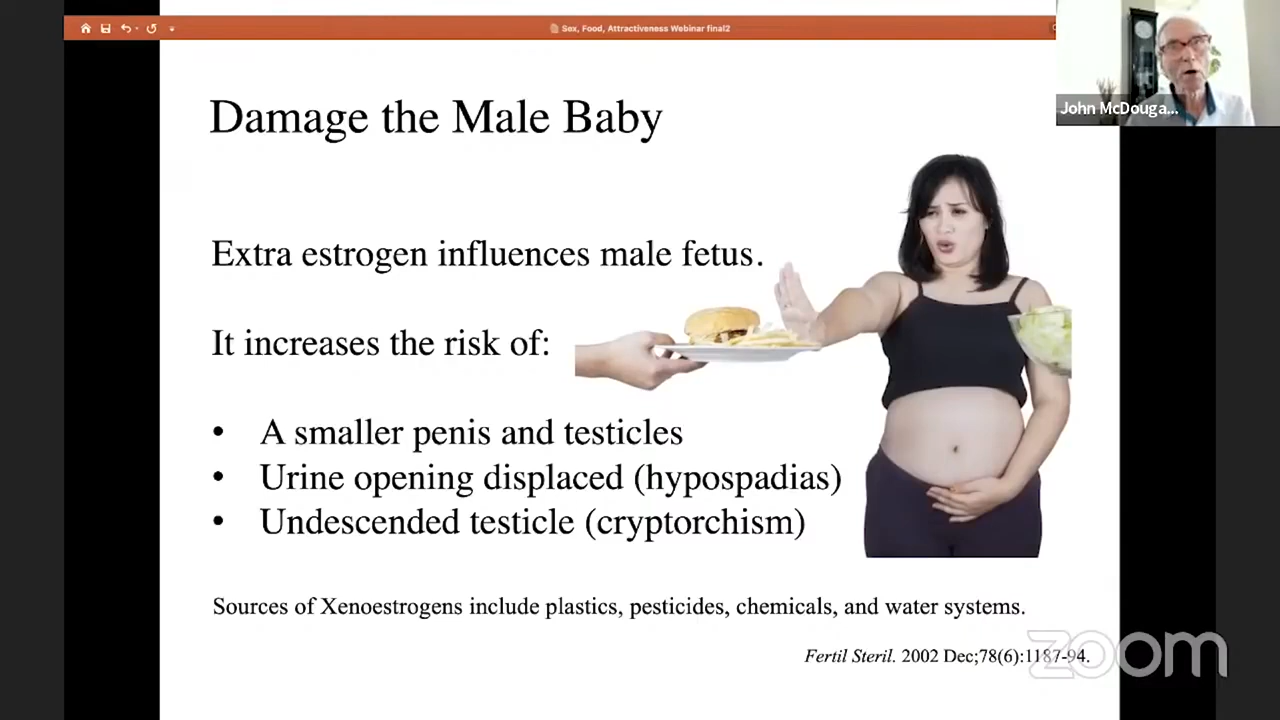 Sex, Food, Attractiveness Webinar final2
John McDouga...
Damage the Male Baby
Extra estrogen influences male fetus.
It increases the risk of:
• A smaller penis and testicles
• Urine opening displaced (hypospadias)
• Undescended testicle (cryptorchism)
Sources of Xenoestrogens include plastics, pesticides, chemicals, and water systems.
Fertil Steril. 2002 Dec;78(6):1187-94.
zoom